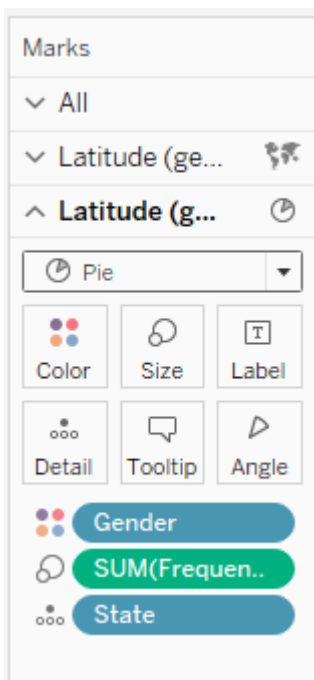 Marks
All
Latitude (ge...
Latitude (g...
Pie
Color Size Label
Detail Tooltip Angle
Gender
SUM(Frequen..
State